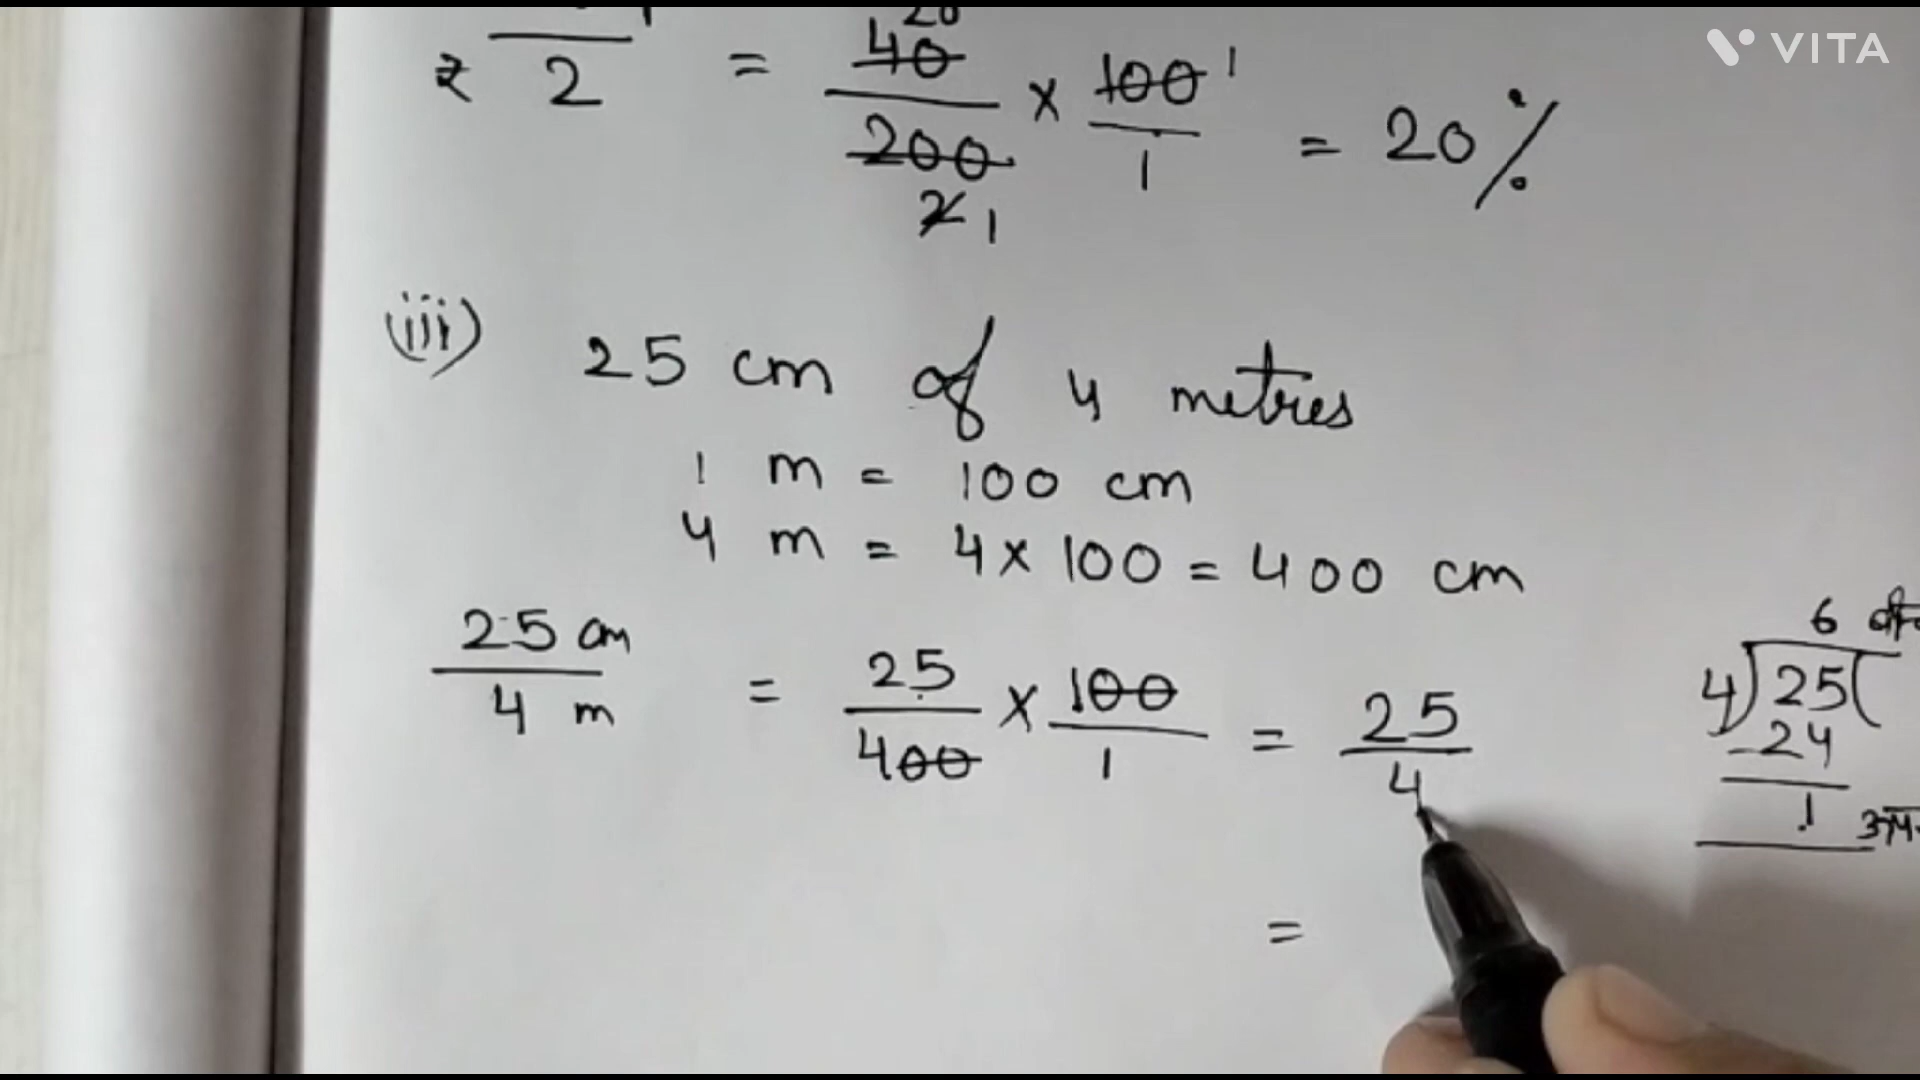 VITA
₹ 2 = 40 20 / 200 2 1 × 100 1 / 1 = 20%
(iii) 25 cm of 4 metres
1 m = 100 cm
4 m = 4 × 100 = 400 cm
25 cm / 4 m = 25 / 400 × 100 / 1 = 25 / 4
6
4)25(
-24
1
=